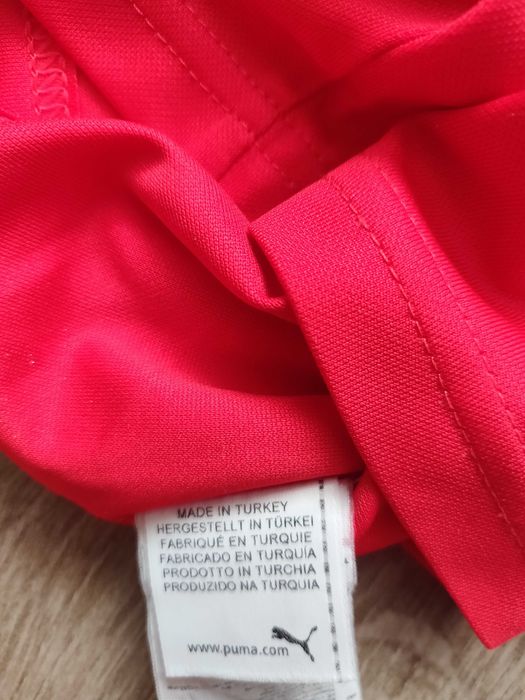 MADE IN TURKEY
HERGESTELLT IN TÜRKEI
FABRIQUÉ EN TURQUIE
FABRICADO EN TURQUÍA
PRODOTTO IN TURCHIA
PRODUZIDO NA TURQUIA
www.puma.com